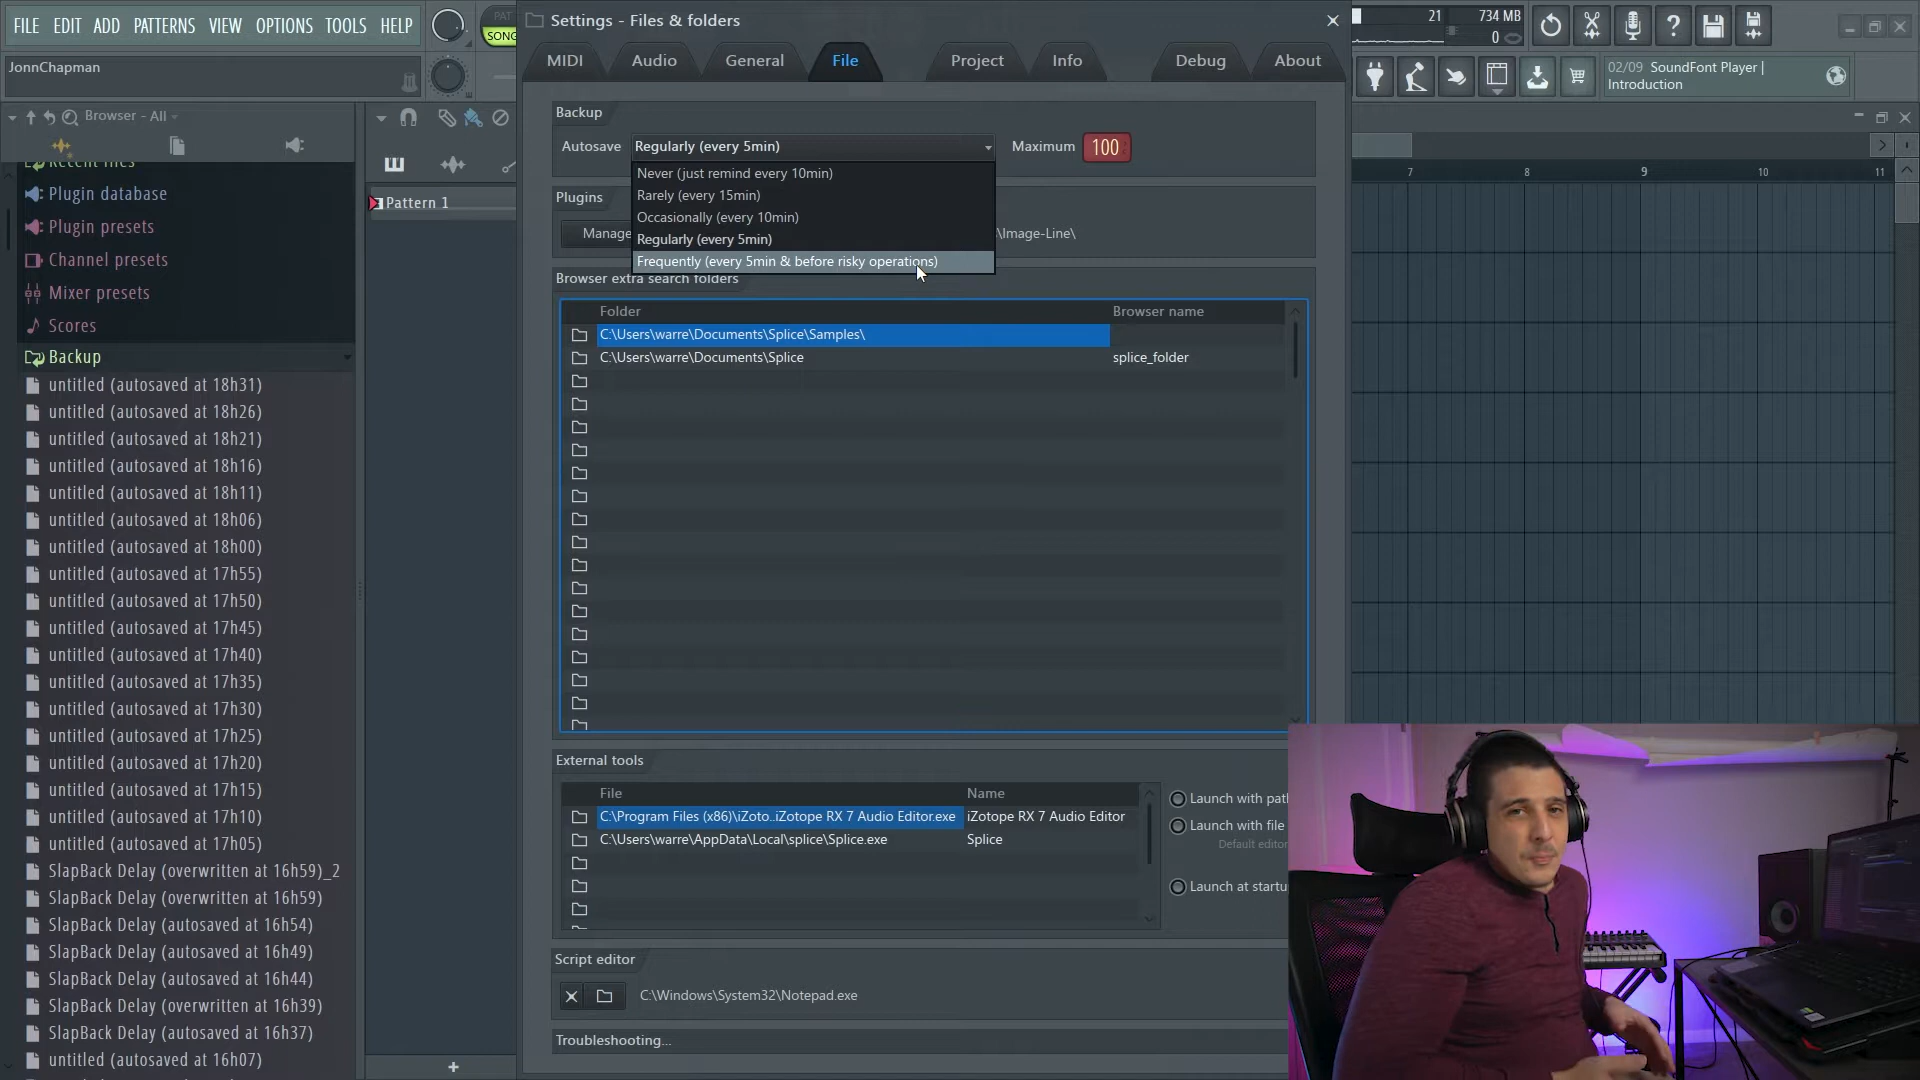 FILE EDIT ADD PATTERNS VIEW OPTIONS TOOLS HELP
PAT
SONG
JonnChapman
Browser - All
Recent files
Plugin database
Plugin presets
Channel presets
Mixer presets
Scores
Backup
untitled (autosaved at 18h31)
untitled (autosaved at 18h26)
untitled (autosaved at 18h21)
untitled (autosaved at 18h16)
untitled (autosaved at 18h11)
untitled (autosaved at 18h06)
untitled (autosaved at 18h00)
untitled (autosaved at 17h55)
untitled (autosaved at 17h50)
untitled (autosaved at 17h45)
untitled (autosaved at 17h40)
untitled (autosaved at 17h35)
untitled (autosaved at 17h30)
untitled (autosaved at 17h25)
untitled (autosaved at 17h20)
untitled (autosaved at 17h15)
untitled (autosaved at 17h10)
untitled (autosaved at 17h05)
SlapBack Delay (overwritten at 16h59)_2
SlapBack Delay (overwritten at 16h59)
SlapBack Delay (autosaved at 16h54)
SlapBack Delay (autosaved at 16h49)
SlapBack Delay (autosaved at 16h44)
SlapBack Delay (overwritten at 16h39)
SlapBack Delay (autosaved at 16h37)
untitled (autosaved at 16h07)
Pattern 1
+
Settings - Files & folders
MIDI Audio General File Project Info Debug About
Backup
Autosave Regularly (every 5min) Maximum 100
Never (just remind every 10min)
Rarely (every 15min)
Occasionally (every 10min)
Regularly (every 5min)
Frequently (every 5min & before risky operations)
Plugins
Manage \Image-Line\
Browser extra search folders
Folder Browser name
C:\Users\warre\Documents\Splice\Samples\
C:\Users\warre\Documents\Splice splice_folder
External tools
File Name
C:\Program Files (x86)\iZoto..iZotope RX 7 Audio Editor.exe iZotope RX 7 Audio Editor
C:\Users\warre\AppData\Local\splice\Splice.exe Splice
Launch with pat
Launch with file
Default editor
Launch at startu
Script editor
C:\Windows\System32\Notepad.exe
Troubleshooting...
21 734 MB
0
02/09 SoundFont Player |
Introduction
7 8 9 10 11